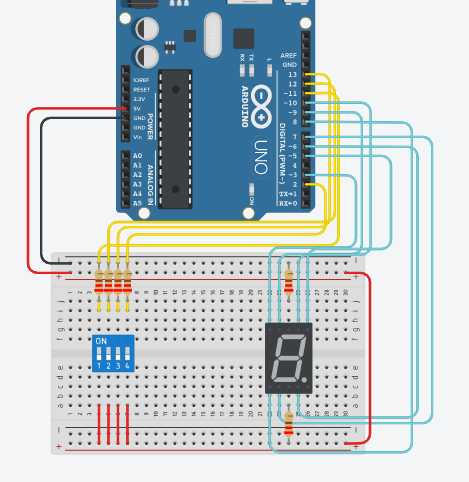 AREF
GND
IOREF
RESET
3.3V
5V
GND
GND
Vin
POWER
A0
A1
A2
A3
A4
A5
ANALOG IN
RX
TX
L
ARDUINO
UNO
ON
13
12
~11
~10
~9
8
7
~6
~5
4
~3
2
TX→1
RX←0
DIGITAL (PWM~)
ON
1 2 3 4
j
i
h
g
f
e
d
c
b
a